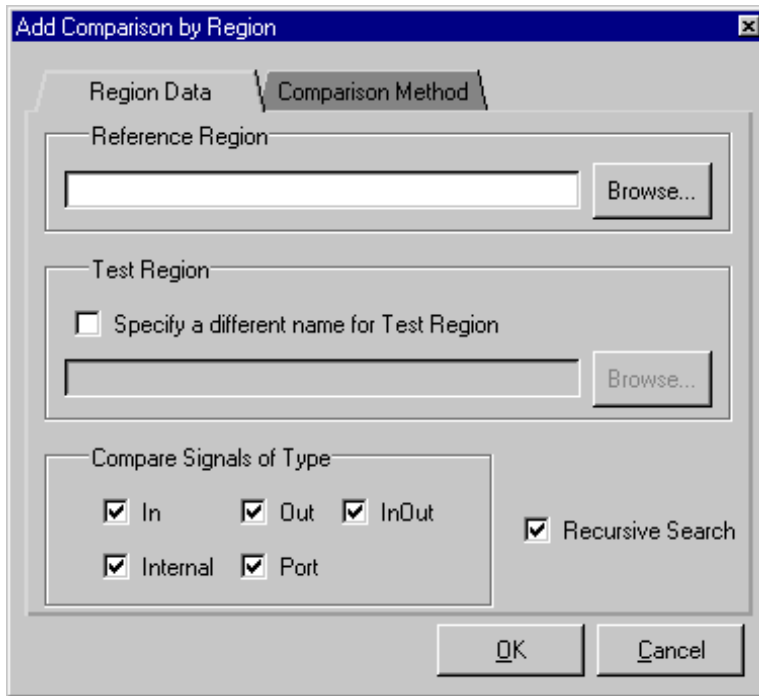 Add Comparison by Region
Region Data
Comparison Method
Reference Region
Browse...
Test Region
Specify a different name for Test Region
Browse...
Compare Signals of Type
In
Out
InOut
Recursive Search
Internal
Port
OK
Cancel